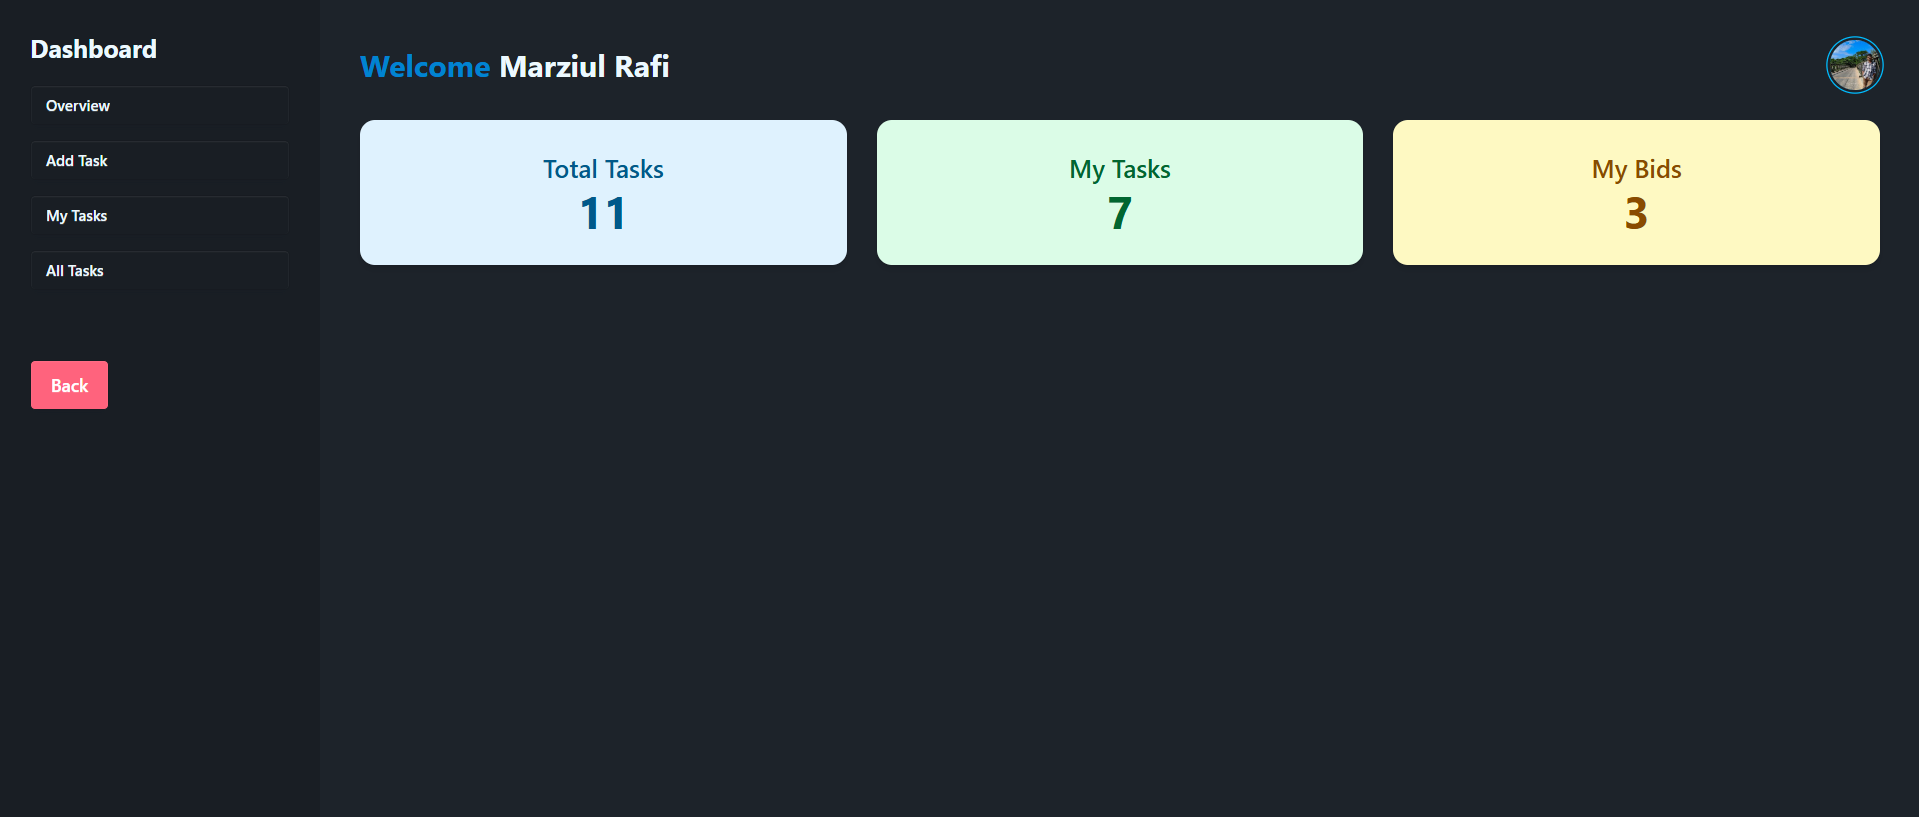 Dashboard
Overview
Add Task
My Tasks
All Tasks
Back
Welcome Marziul Rafi
Total Tasks
11
My Tasks
7
My Bids
3